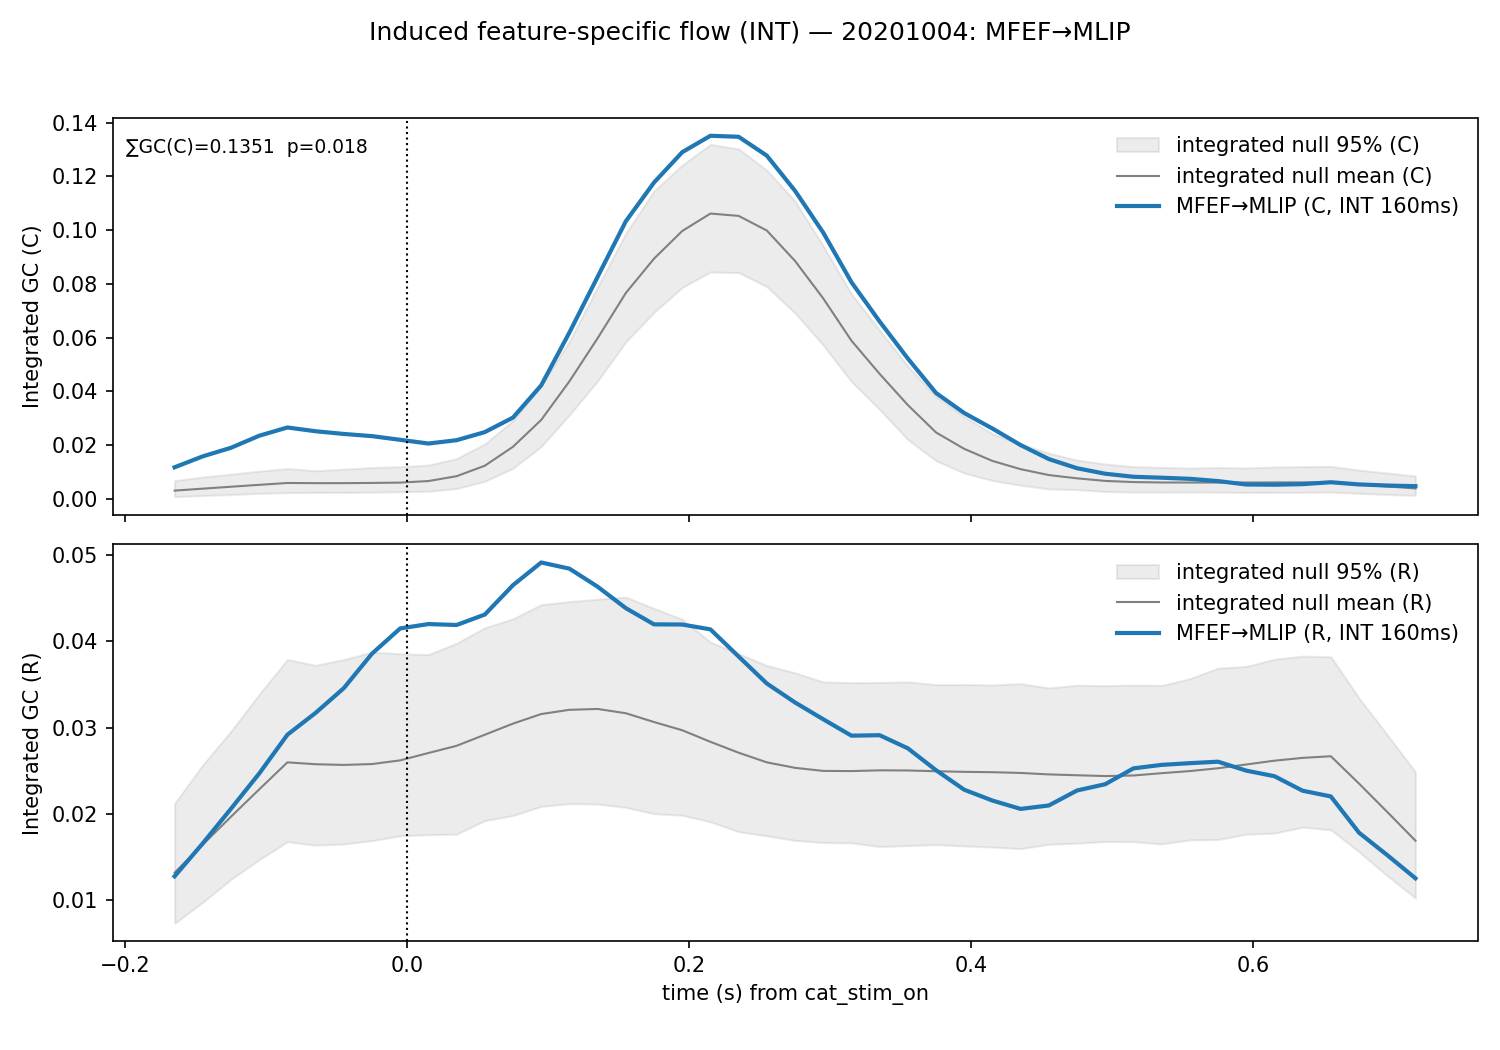 Induced feature-specific flow (INT) — 20201004: MFEF→MLIP
∑GC(C)=0.1351  p=0.018
integrated null 95% (C)
integrated null mean (C)
MFEF→MLIP (C, INT 160ms)
Integrated GC (C)
0.14
0.12
0.10
0.08
0.06
0.04
0.02
0.00
integrated null 95% (R)
integrated null mean (R)
MFEF→MLIP (R, INT 160ms)
Integrated GC (R)
0.05
0.04
0.03
0.02
0.01
−0.2 0.0 0.2 0.4 0.6
time (s) from cat_stim_on